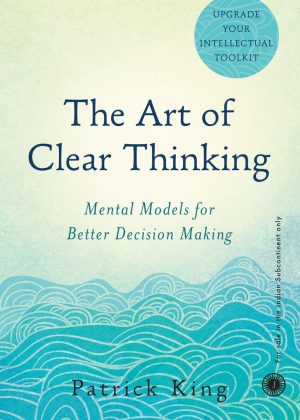 UPGRADE
YOUR
INTELLECTUAL
TOOLKIT
The Art of
Clear Thinking
Mental Models for
Better Decision Making
For sale in the Indian Subcontinent only
Patrick King